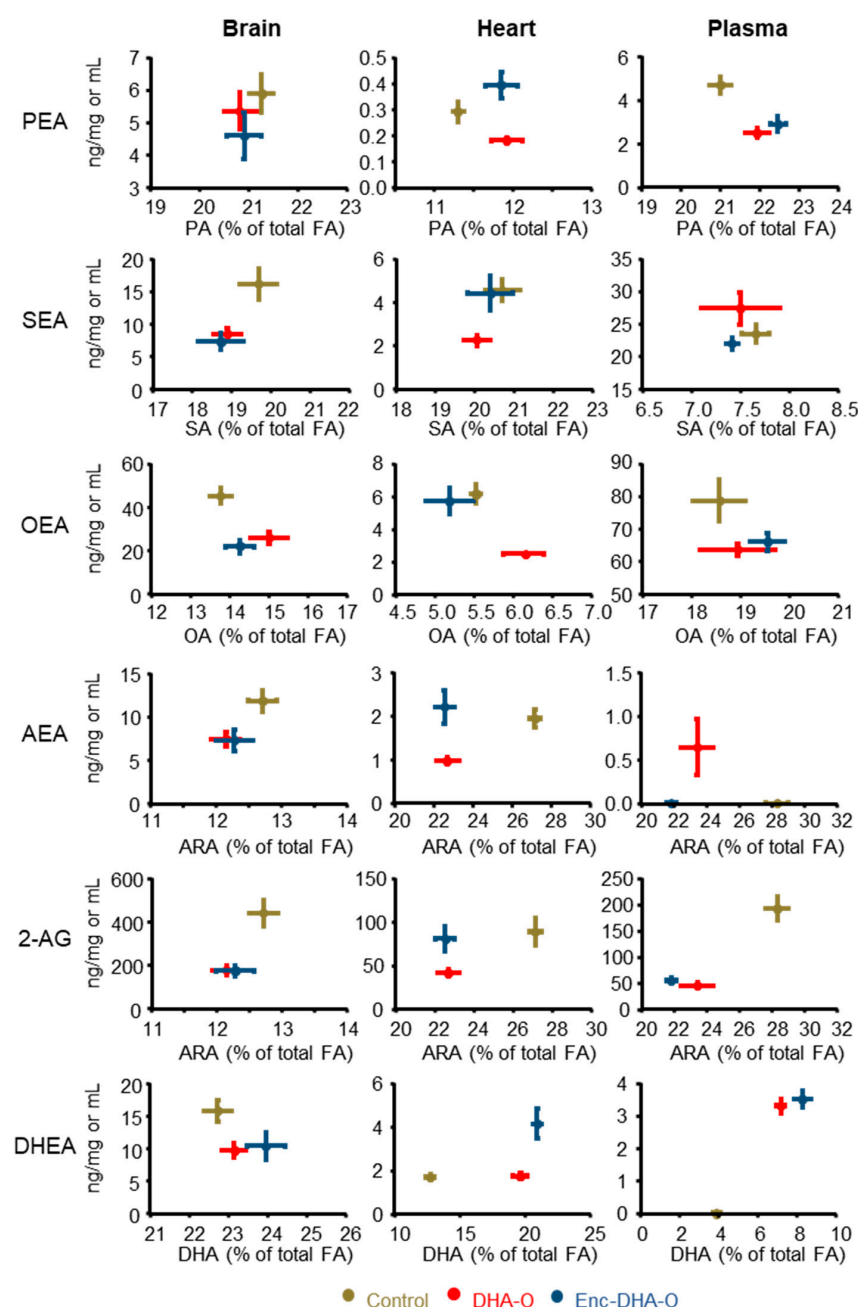 Brain Heart Plasma
PEA
ng/mg or mL
7 6 5 4 3
19 20 21 22 23
PA (% of total FA)
0.5 0.4 0.3 0.2 0.1 0.0
11 12 13
PA (% of total FA)
6 4 2 0
19 20 21 22 23 24
PA (% of total FA)
SEA
ng/mg or mL
20 15 10 5 0
17 18 19 20 21 22
SA (% of total FA)
6 4 2 0
18 19 20 21 22 23
SA (% of total FA)
35 30 25 20 15
6.5 7.0 7.5 8.0 8.5
SA (% of total FA)
OEA
ng/mg or mL
60 40 20 0
12 13 14 15 16 17
OA (% of total FA)
8 6 4 2 0
4.5 5.0 5.5 6.0 6.5 7.0
OA (% of total FA)
90 80 70 60 50
17 18 19 20 21
OA (% of total FA)
AEA
ng/mg or mL
15 10 5 0
11 12 13 14
ARA (% of total FA)
3 2 1 0
20 22 24 26 28 30
ARA (% of total FA)
1.5 1.0 0.5 0.0
20 22 24 26 28 30 32
ARA (% of total FA)
2-AG
ng/mg or mL
600 400 200 0
11 12 13 14
ARA (% of total FA)
150 100 50 0
20 22 24 26 28 30
ARA (% of total FA)
250 200 150 100 50 0
20 22 24 26 28 30 32
ARA (% of total FA)
DHEA
ng/mg or mL
20 15 10 5 0
21 22 23 24 25 26
DHA (% of total FA)
6 4 2 0
10 15 20 25
DHA (% of total FA)
4 3 2 1 0
0 2 4 6 8 10
DHA (% of total FA)
Control DHA-O Enc-DHA-O